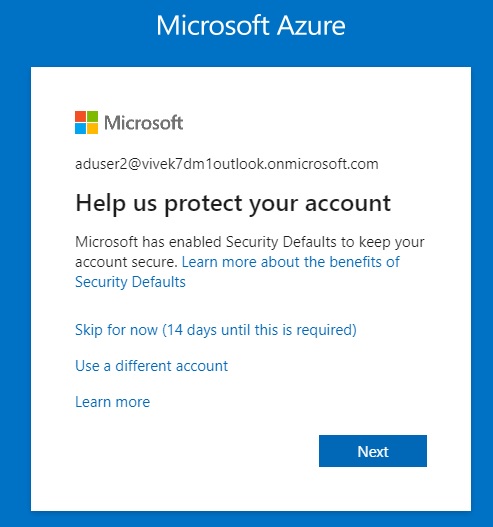 Microsoft Azure
Microsoft
aduser2@vivek7dm1outlook.onmicrosoft.com
Help us protect your account
Microsoft has enabled Security Defaults to keep your
account secure. Learn more about the benefits of
Security Defaults
Skip for now (14 days until this is required)
Use a different account
Learn more
Next